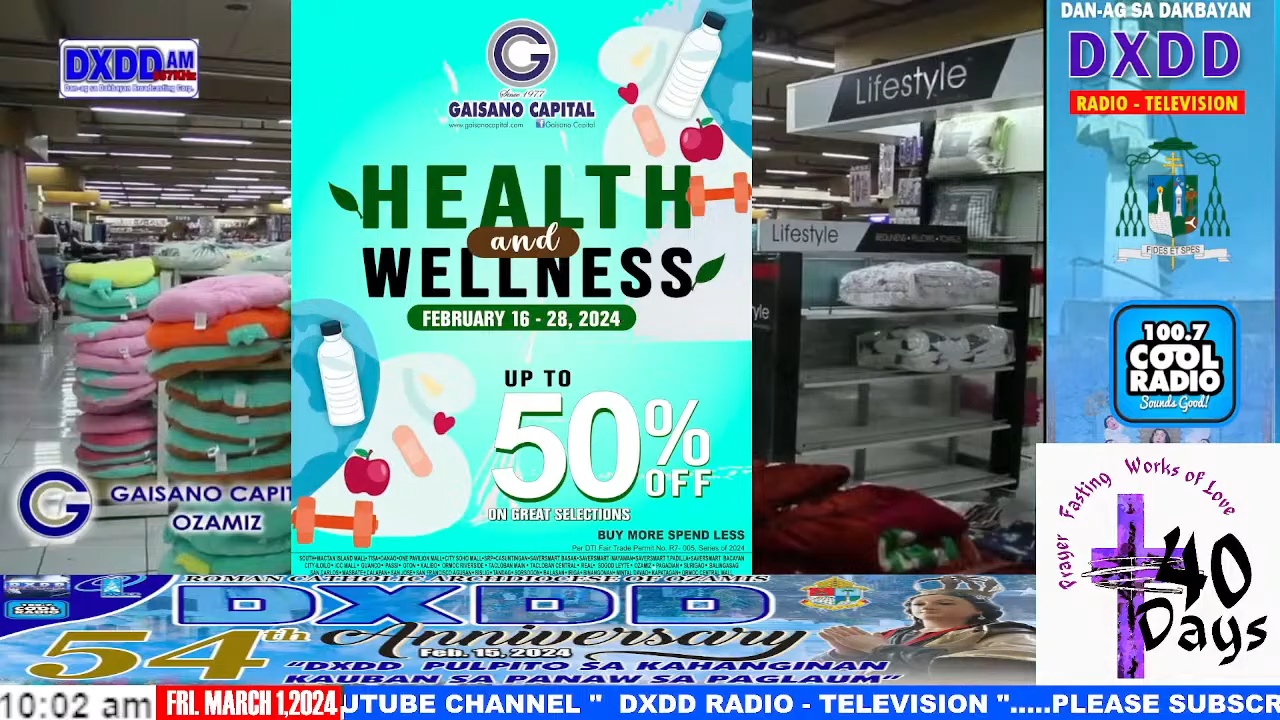 DXDD AM
Dan-ag sa Dakbayan Broadcasting Corp.
G
Since 1977
GAISANO CAPITAL
www.gaisanocapital.com Gaisano Capital
HEALTH
and
WELLNESS
FEBRUARY 16 - 28, 2024
UP TO
50% OFF
ON GREAT SELECTIONS
BUY MORE SPEND LESS
Per DTI Fair Trade Permit No. R7- 005, Series of 2024
Lifestyle
Lifestyle
GAISANO CAPIT
OZAMIZ
DAN-AG SA DAKBAYAN
DXDD
RADIO - TELEVISION
FIDES ET SPES
100.7
COOL
RADIO
Sounds Good!
Prayer Fasting Works of Love
40
Days
DXDD
54th Anniversary
Feb. 15, 2024
"DXDD PULPITO SA KAHANGINAN
KAUBAN SA PANAW SA PAGLAUM"
10:02 am FRI. MARCH 1,2024 UTUBE CHANNEL " DXDD RADIO - TELEVISION ".....PLEASE SUBSCR